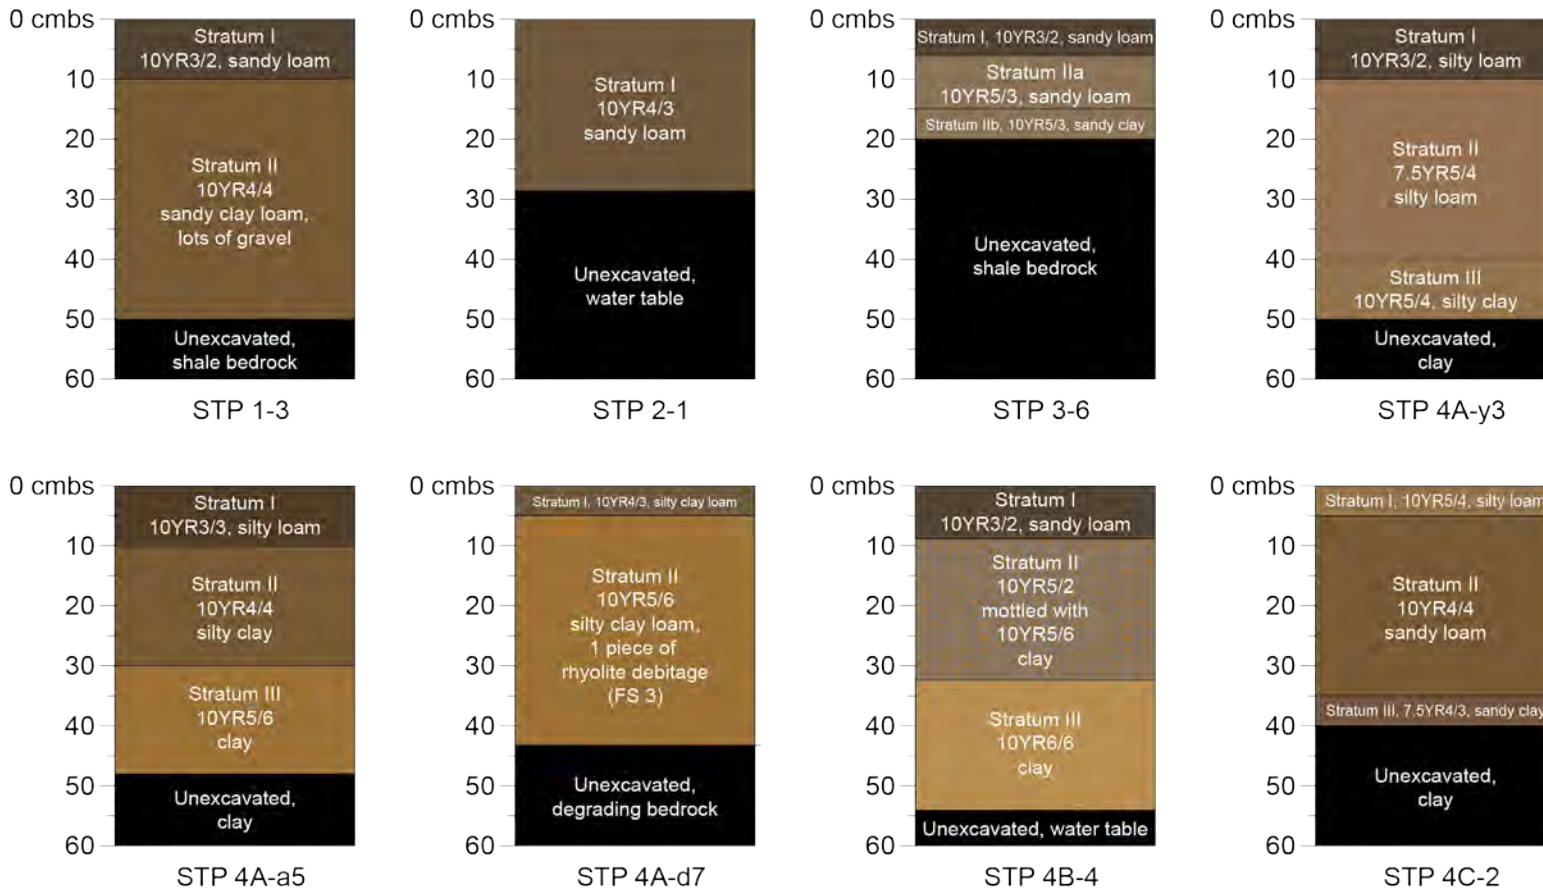 0 cmbs
10
20
30
40
50
60
Stratum I
10YR3/2, sandy loam
Stratum II
10YR4/4
sandy clay loam,
lots of gravel
Unexcavated,
shale bedrock
STP 1-3
0 cmbs
10
20
30
40
50
60
Stratum I
10YR4/3
sandy loam
Unexcavated,
water table
STP 2-1
0 cmbs
10
20
30
40
50
60
Stratum I, 10YR3/2, sandy loam
Stratum IIa
10YR5/3, sandy loam
Stratum IIb, 10YR5/3, sandy clay
Unexcavated,
shale bedrock
STP 3-6
0 cmbs
10
20
30
40
50
60
Stratum I
10YR3/2, silty loam
Stratum II
7.5YR5/4
silty loam
Stratum III
10YR5/4, silty clay
Unexcavated,
clay
STP 4A-y3
0 cmbs
10
20
30
40
50
60
Stratum I
10YR3/3, silty loam
Stratum II
10YR4/4
silty clay
Stratum III
10YR5/6
clay
Unexcavated,
clay
STP 4A-a5
0 cmbs
10
20
30
40
50
60
Stratum I, 10YR4/3, silty clay loam
Stratum II
10YR5/6
silty clay loam,
1 piece of
rhyolite debitage
(FS 3)
Unexcavated,
degrading bedrock
STP 4A-d7
0 cmbs
10
20
30
40
50
60
Stratum I
10YR3/2, sandy loam
Stratum II
10YR5/2
mottled with
10YR5/6
clay
Stratum III
10YR6/6
clay
Unexcavated, water table
STP 4B-4
0 cmbs
10
20
30
40
50
60
Stratum I, 10YR5/4, silty loam
Stratum II
10YR4/4
sandy loam
Stratum III, 7.5YR4/3, sandy clay
Unexcavated,
clay
STP 4C-2